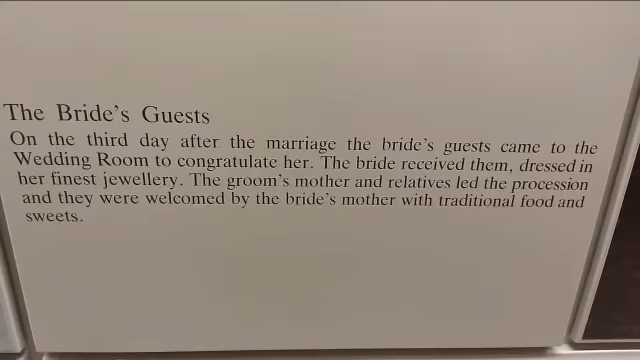 The Bride's Guests
On the third day after the marriage the bride's guests came to the
Wedding Room to congratulate her. The bride received them, dressed in
her finest jewellery. The groom's mother and relatives led the procession
and they were welcomed by the bride's mother with traditional food and
sweets.